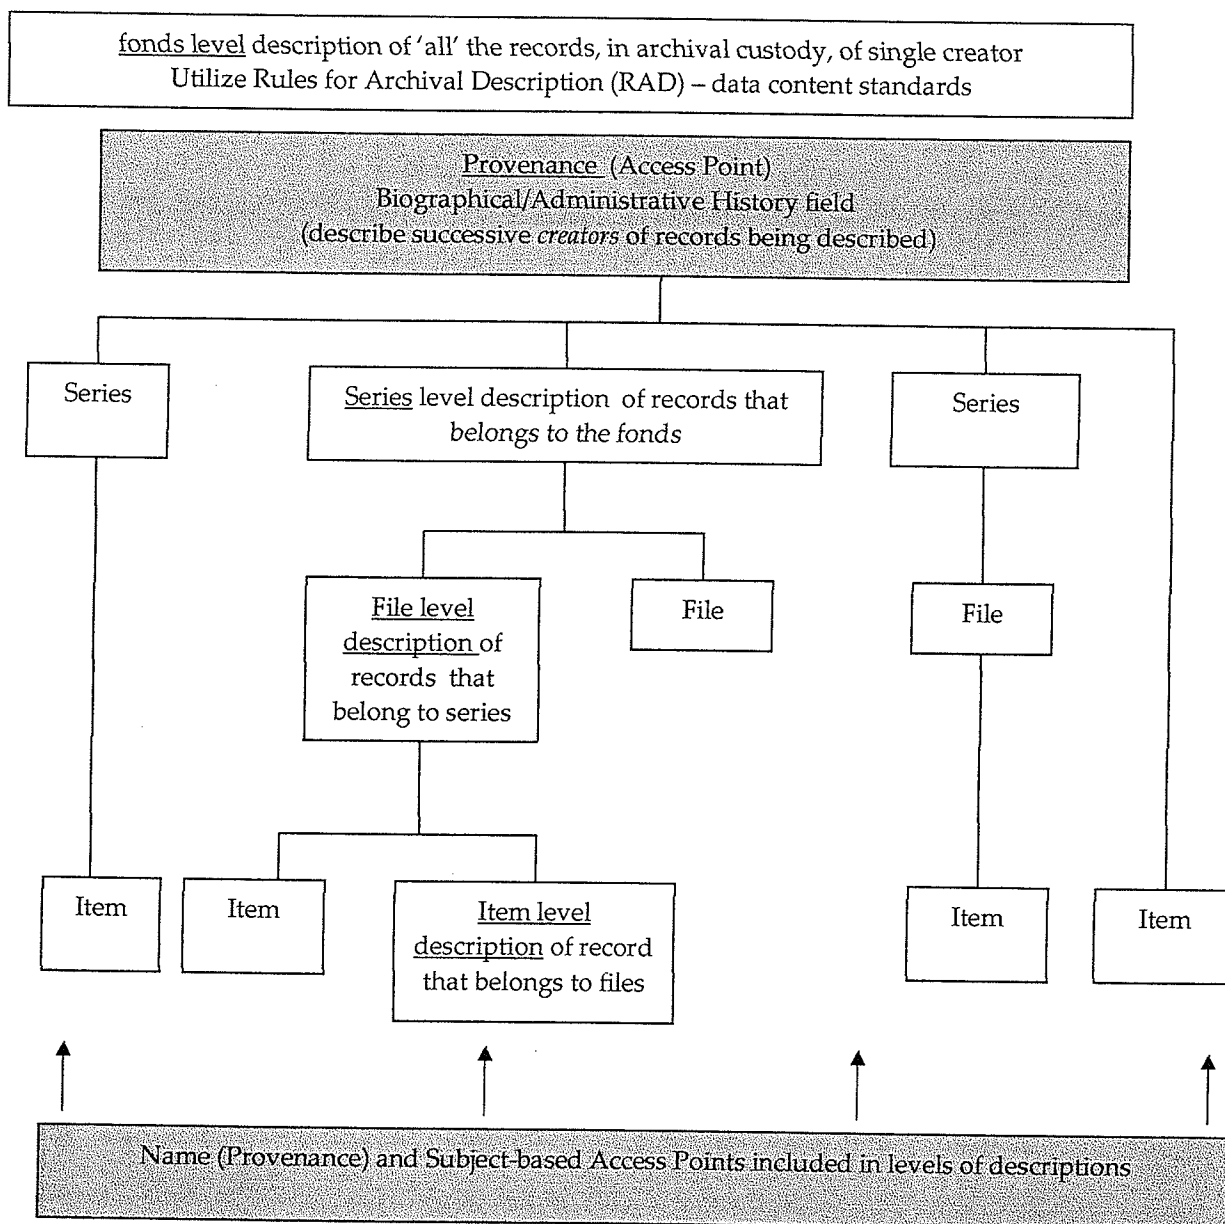 fonds level description of ‘all’ the records, in archival custody, of single creator
Utilize Rules for Archival Description (RAD) – data content standards
Provenance (Access Point)
Biographical/Administrative History field
(describe successive creators of records being described)
Series
Series level description of records that
belongs to the fonds
Series
File level
description of
records that
belong to series
File
File
Item
Item
Item level
description of record
that belongs to files
Item
Item
Name (Provenance) and Subject-based Access Points included in levels of descriptions